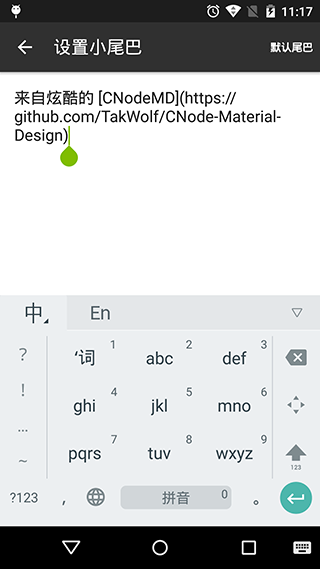 11:17
设置小尾巴 默认尾巴
来自炫酷的 [CNodeMD](https://
github.com/TakWolf/CNode-Material-
Design)
中 En
? '词 1 abc 2 def 3
! ghi 4 jkl 5 mno 6
... pqrs 7 tuv 8 wxyz 9 123
~
?123 , 拼音 0 。